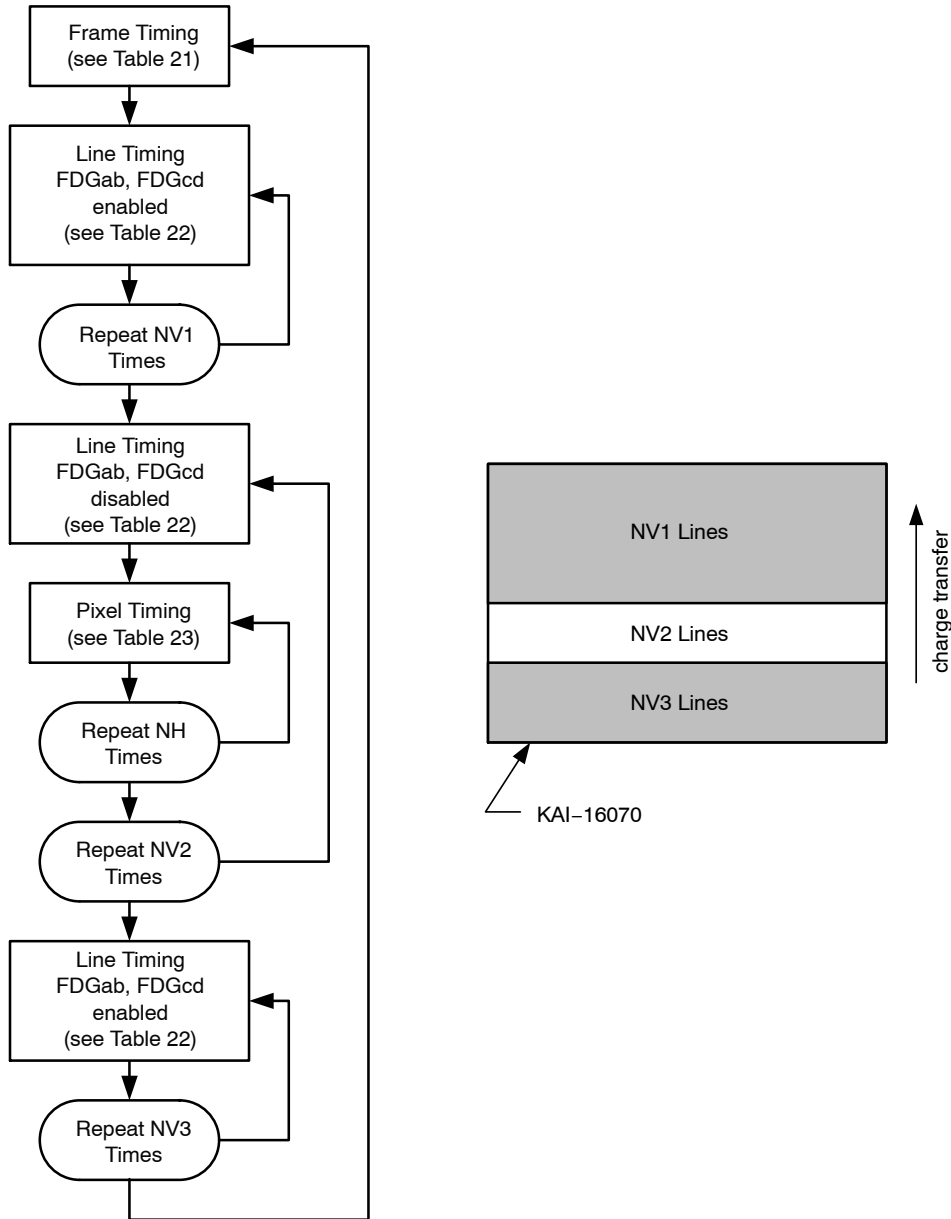 Frame Timing
(see Table 21)
Line Timing
FDGab, FDGcd
enabled
(see Table 22)
Repeat NV1
Times
Line Timing
FDGab, FDGcd
disabled
(see Table 22)
Pixel Timing
(see Table 23)
Repeat NH
Times
Repeat NV2
Times
Line Timing
FDGab, FDGcd
enabled
(see Table 22)
Repeat NV3
Times
NV1 Lines
NV2 Lines
NV3 Lines
charge transfer
KAI−16070